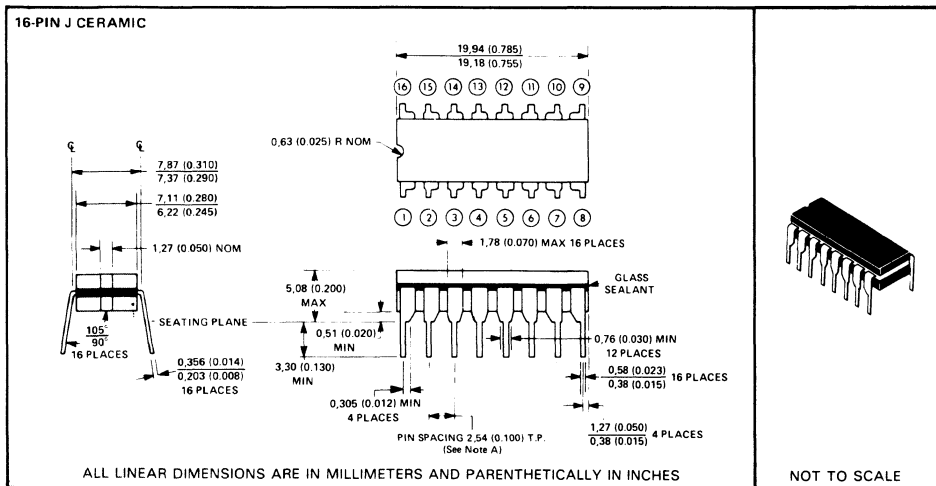 16-PIN J CERAMIC
19,94 (0.785)
19,18 (0.755)
16 15 14 13 12 11 10 9
0,63 (0.025) R NOM
℄ ℄
7,87 (0.310)
7,37 (0.290)
7,11 (0.280)
6,22 (0.245)
1,27 (0.050) NOM
1 2 3 4 5 6 7 8
1,78 (0.070) MAX 16 PLACES
5,08 (0.200)
MAX
GLASS
SEALANT
SEATING PLANE
105°
90°
16 PLACES
0,51 (0.020)
MIN
0,76 (0.030) MIN
12 PLACES
3,30 (0.130)
MIN
0,356 (0.014)
0,203 (0.008)
16 PLACES
0,58 (0.023)
0,38 (0.015)
16 PLACES
0,305 (0.012) MIN
4 PLACES
1,27 (0.050)
0,38 (0.015)
4 PLACES
PIN SPACING 2,54 (0.100) T.P.
(See Note A)
ALL LINEAR DIMENSIONS ARE IN MILLIMETERS AND PARENTHETICALLY IN INCHES
NOT TO SCALE